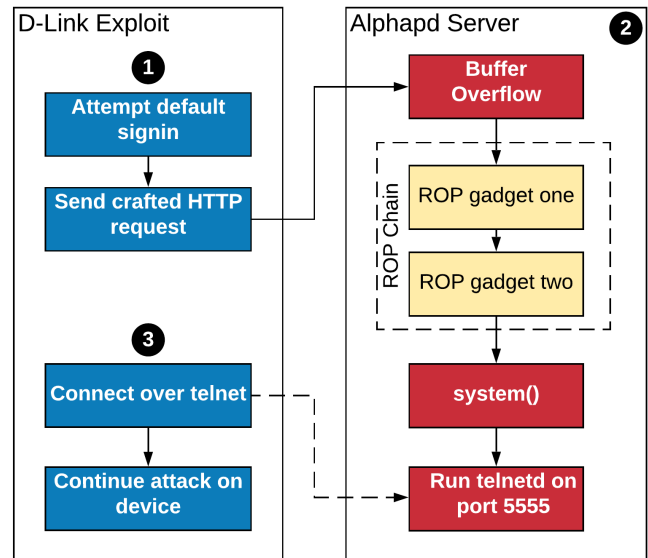 D-Link Exploit
1
Attempt default
signin
Send crafted HTTP
request
3
Connect over telnet
Continue attack on
device
Alphapd Server
2
Buffer
Overflow
ROP Chain
ROP gadget one
ROP gadget two
system()
Run telnetd on
port 5555